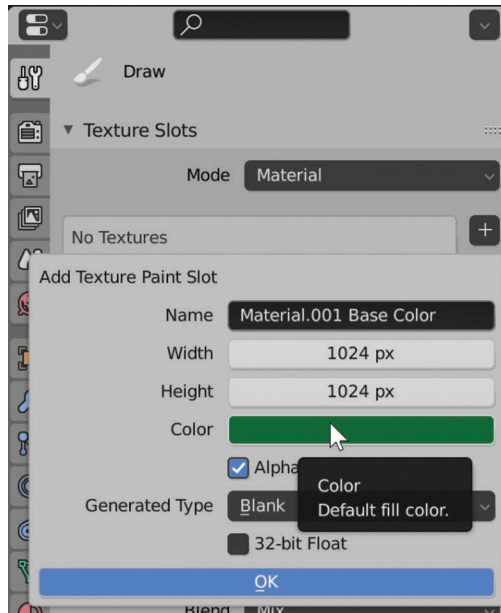 Draw
Texture Slots
Mode Material
No Textures +
Add Texture Paint Slot
Name Material.001 Base Color
Width 1024 px
Height 1024 px
Color
Alpha
Color
Generated Type Blank Default fill color.
32-bit Float
OK
Blend Mix